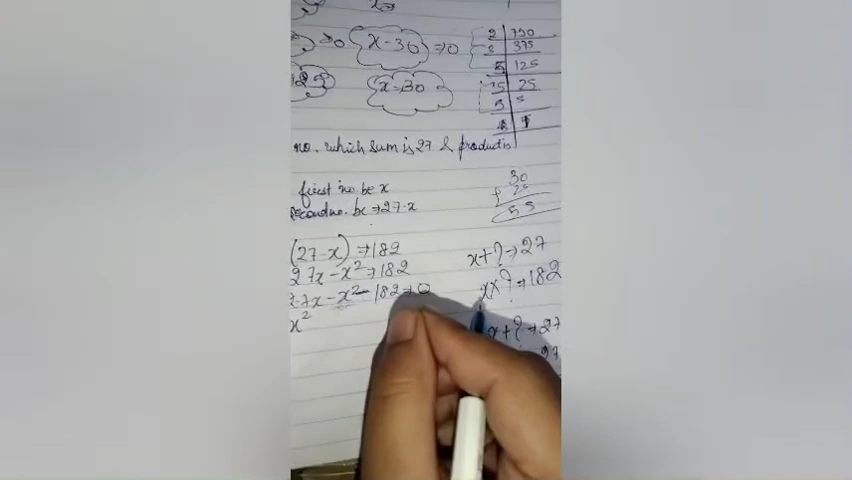 x-30 ⇒0
x=30
2 | 750
3 | 375
5 | 125
5 | 25
5 | 5
1
no. which sum is 27 & product is
first no. be x
second no. be ⇒27-x
30
+ 25
55
(27-x) ⇒182
27x - x² ⇒182
27x - x² - 182 ⇒0
x²
x+? ⇒27
x×? ⇒182
x+? ⇒27
27